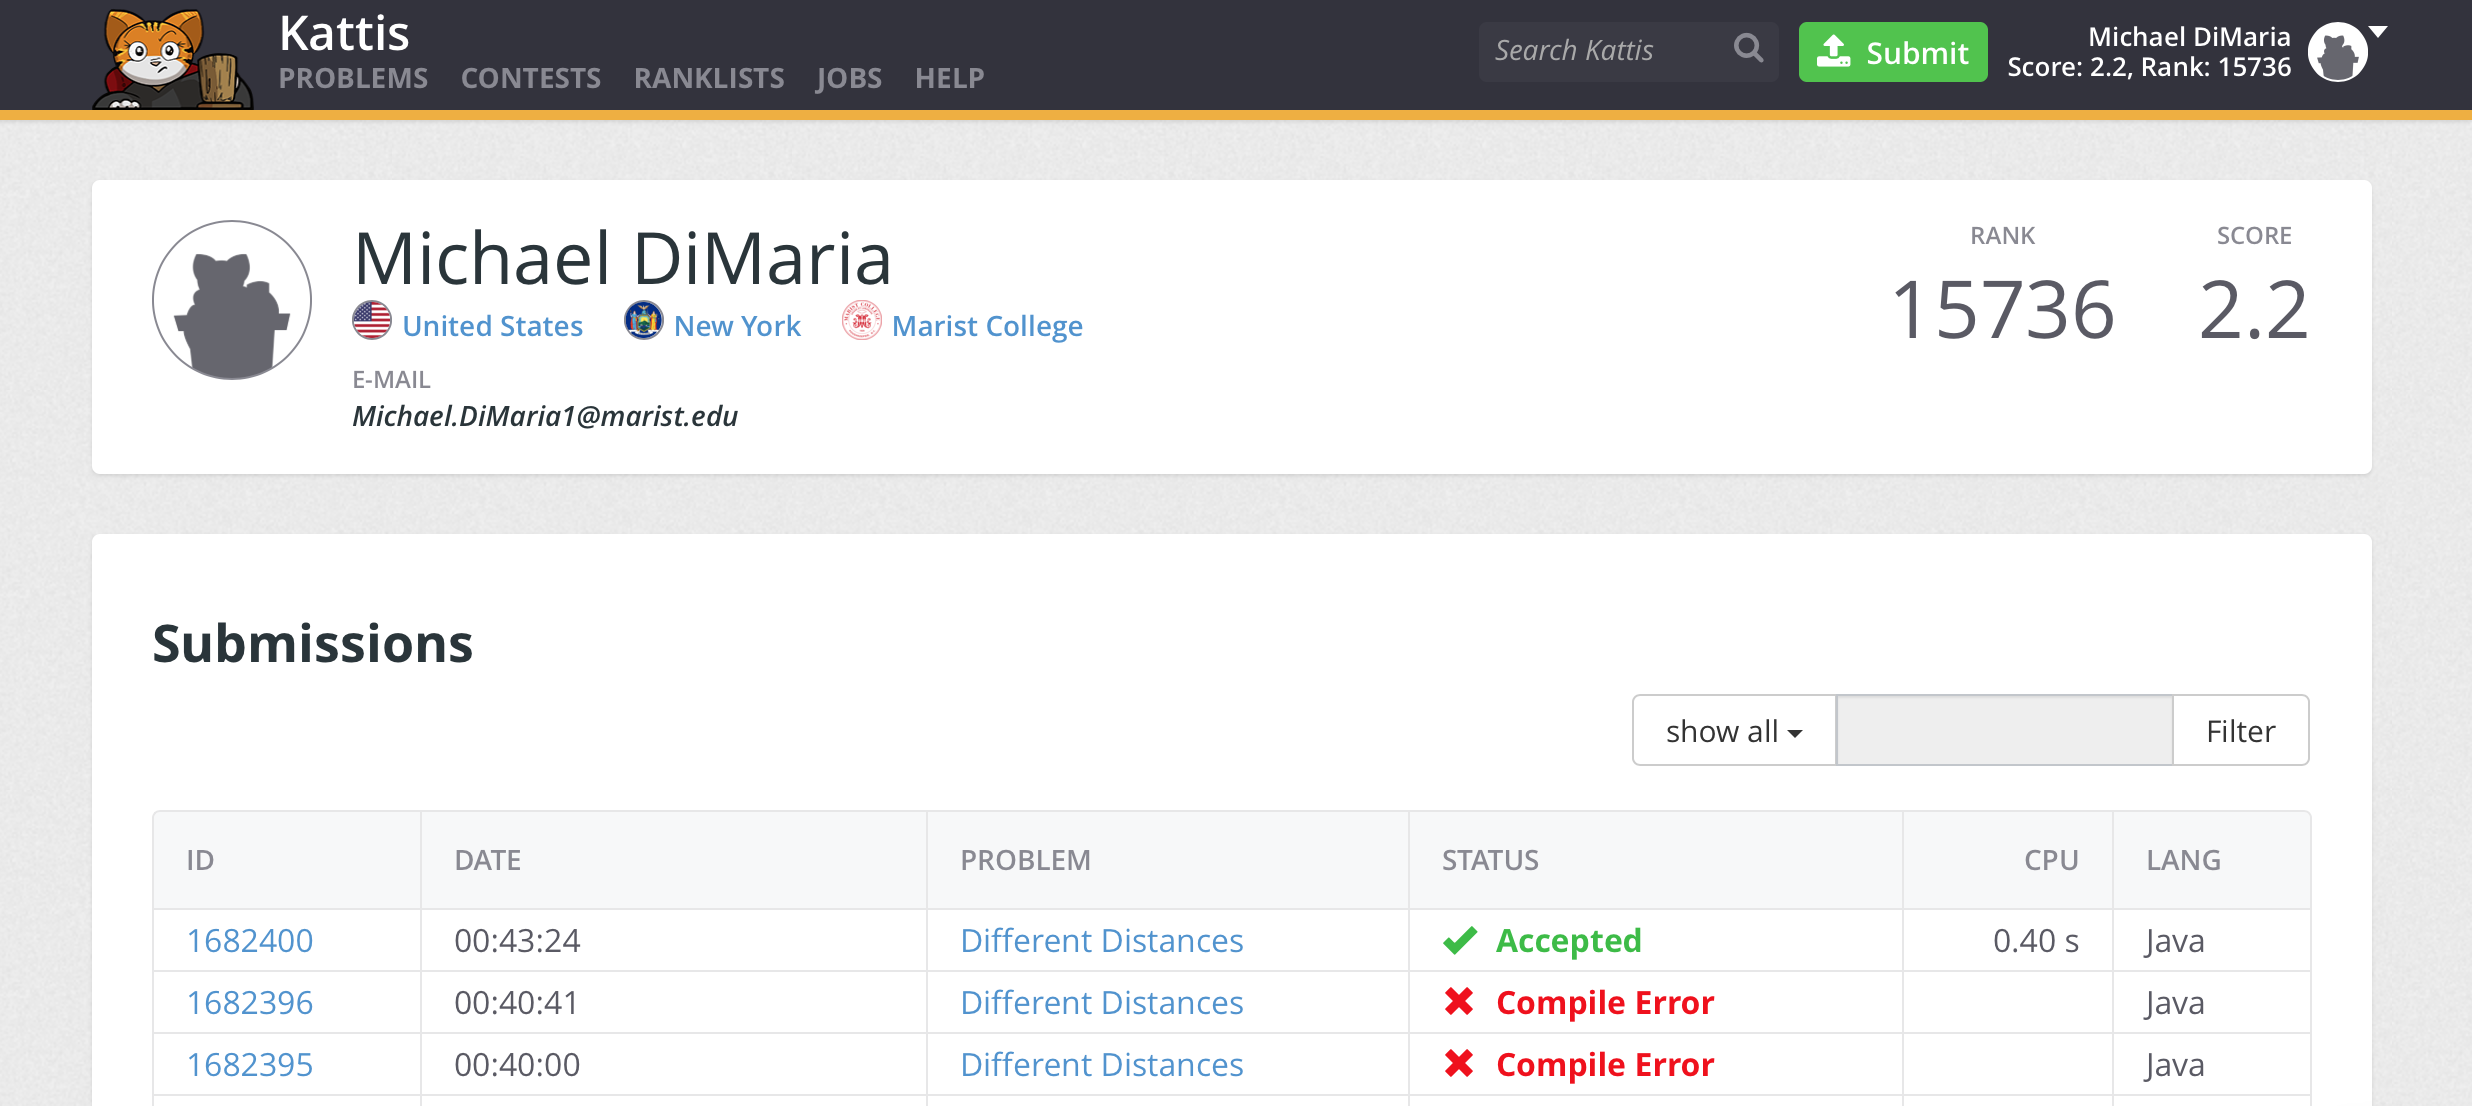 Kattis
PROBLEMS CONTESTS RANKLISTS JOBS HELP
Search Kattis
Submit
Michael DiMaria
Score: 2.2, Rank: 15736
Michael DiMaria
United States New York Marist College
E-MAIL
Michael.DiMaria1@marist.edu
RANK SCORE
15736 2.2
Submissions
show all Filter
ID DATE PROBLEM STATUS CPU LANG
1682400 00:43:24 Different Distances Accepted 0.40 s Java
1682396 00:40:41 Different Distances Compile Error Java
1682395 00:40:00 Different Distances Compile Error Java